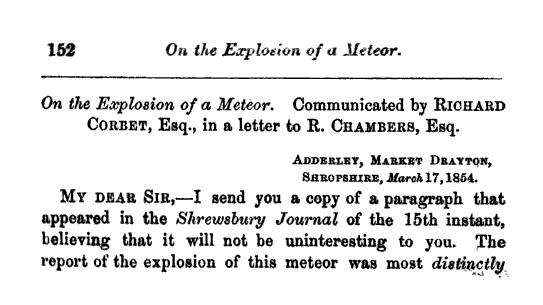 152 On the Explosion of a Meteor.
On the Explosion of a Meteor. Communicated by RICHARD
CORBET, Esq., in a letter to R. CHAMBERS, Esq.
ADDERLEY, MARKET DRAYTON,
SHROPSHIRE, March 17, 1854.
MY DEAR SIR,—I send you a copy of a paragraph that
appeared in the Shrewsbury Journal of the 15th instant,
believing that it will not be uninteresting to you. The
report of the explosion of this meteor was most distinctly